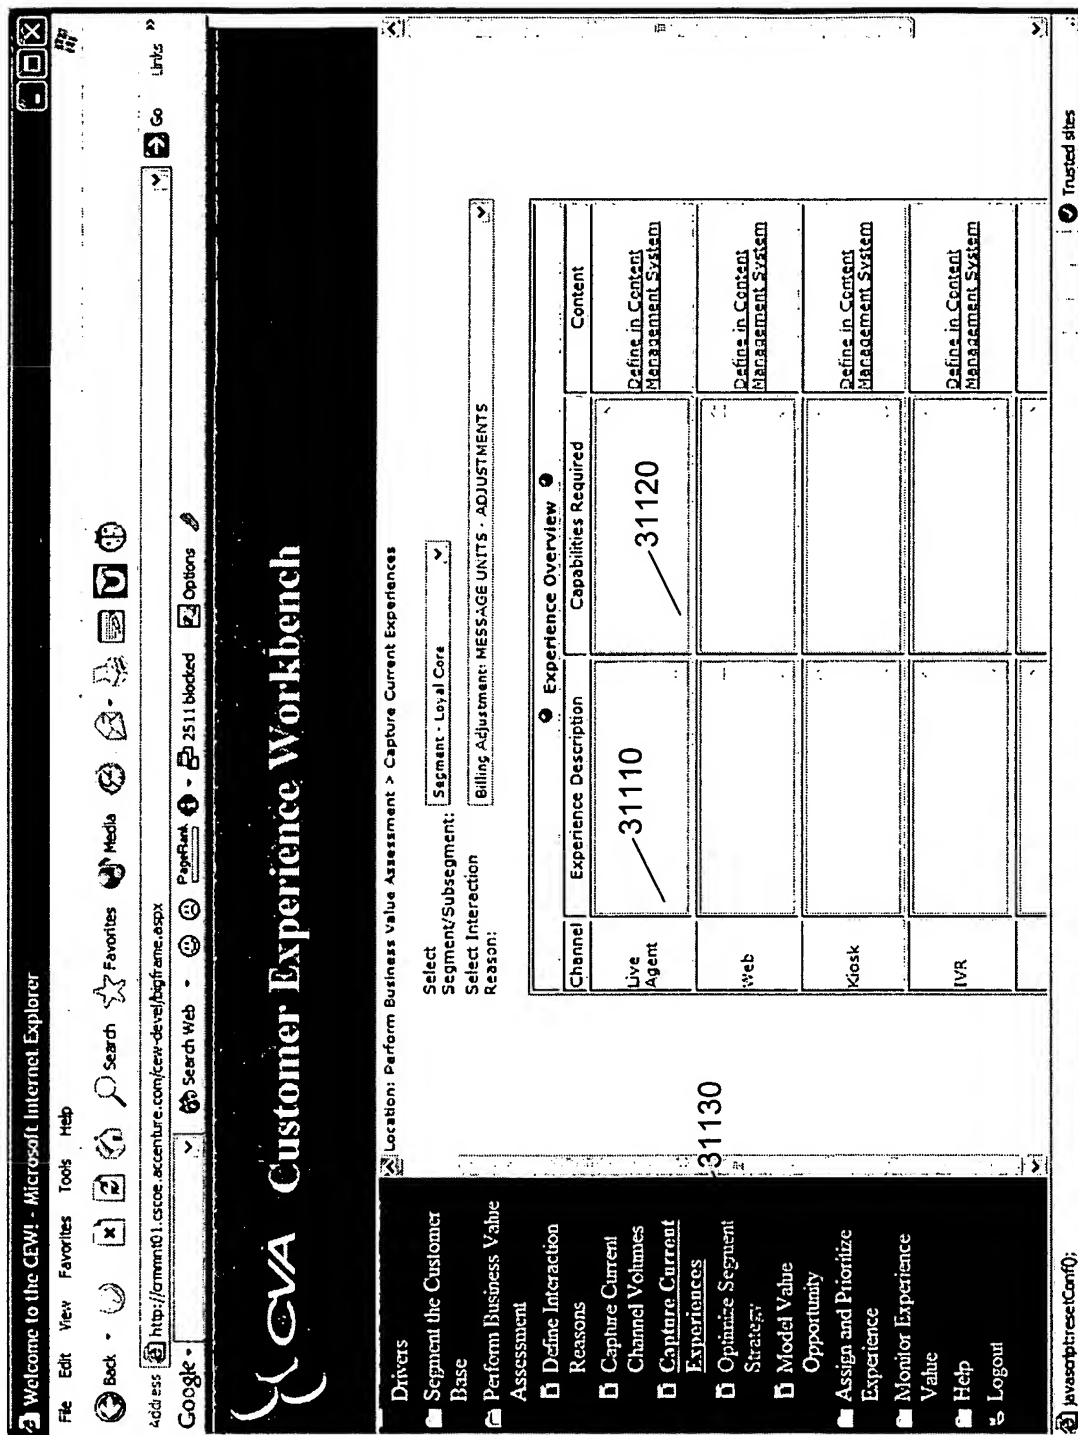 Welcome to the CEW! - Microsoft Internet Explorer
File Edit View Favorites Tools Help
Back Search Favorites Media
Address http://crmmnt01.cscoe.accenture.com/cew-devel/bigframe.aspx Go Links »
Google Search Web PageRank 2511 blocked Options
CVA Customer Experience Workbench
Drivers
Segment the Customer
Base
Perform Business Value
Assessment
Define Interaction
Reasons
Capture Current
Channel Volumes
Capture Current
Experiences
Optimize Segment
Strategy
Model Value
Opportunity
Assign and Prioritize
Experience
Monitor Experience
Value
Help
Logout
31130
Location: Perform Business Value Assessment > Capture Current Experiences
Select
Segment/Subsegment: Segment - Loyal Core
Select Interaction
Reason: Billing Adjustment: MESSAGE UNITS - ADJUSTMENTS
Experience Overview
Channel Experience Description Capabilities Required Content
Live
Agent
31110
31120
Define in Content
Management System
Web
Define in Content
Management System
Kiosk
Define in Content
Management System
IVR
Define in Content
Management System
javascript:resetConf(); Trusted sites